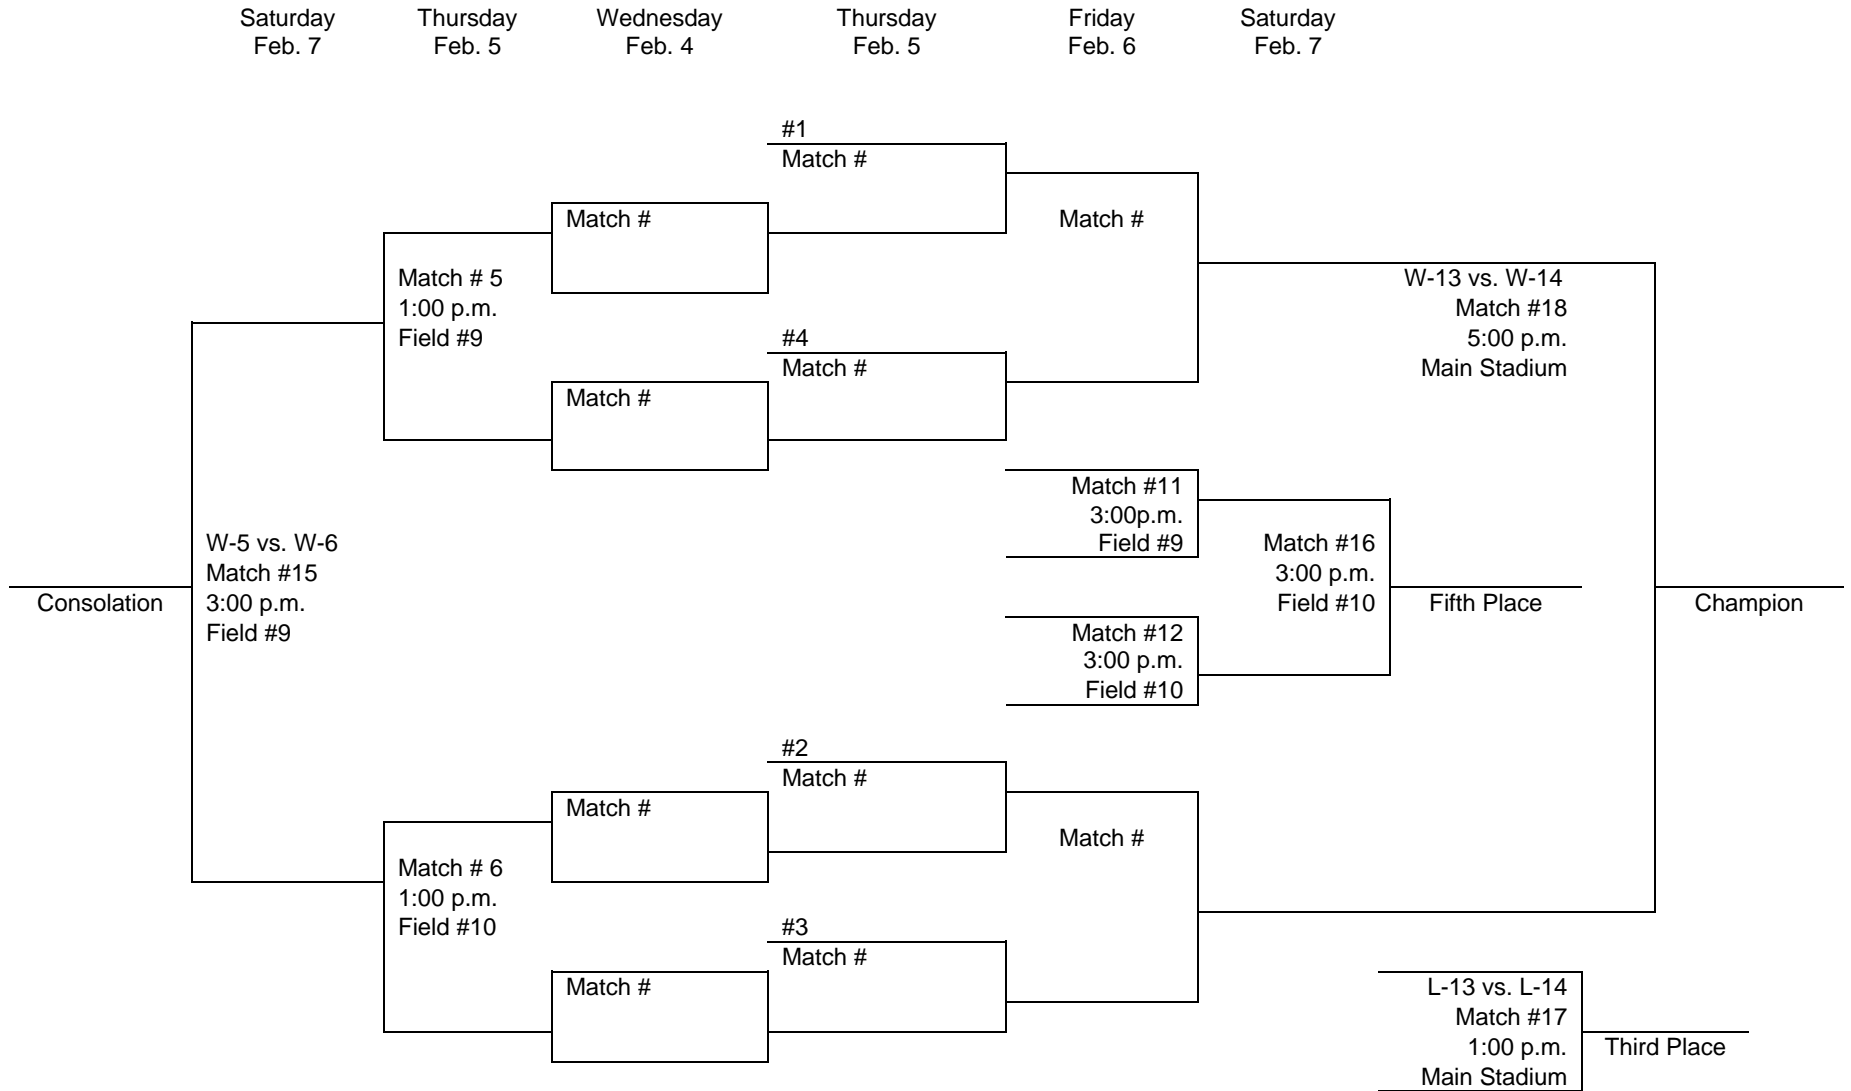 Saturday
Feb. 7
Thursday
Feb. 5
Wednesday
Feb. 4
Thursday
Feb. 5
Friday
Feb. 6
Saturday
Feb. 7
#1
Match #
Match #
Match #
Match # 5
1:00 p.m.
Field #9
W-13 vs. W-14
Match #18
5:00 p.m.
Main Stadium
#4
Match #
Match #
Match #11
3:00p.m.
Field #9
W-5 vs. W-6
Match #15
3:00 p.m.
Field #9
Match #16
3:00 p.m.
Field #10
Consolation
Fifth Place
Champion
Match #12
3:00 p.m.
Field #10
#2
Match #
Match #
Match #
Match # 6
1:00 p.m.
Field #10
#3
Match #
Match #
L-13 vs. L-14
Match #17
1:00 p.m.
Main Stadium
Third Place